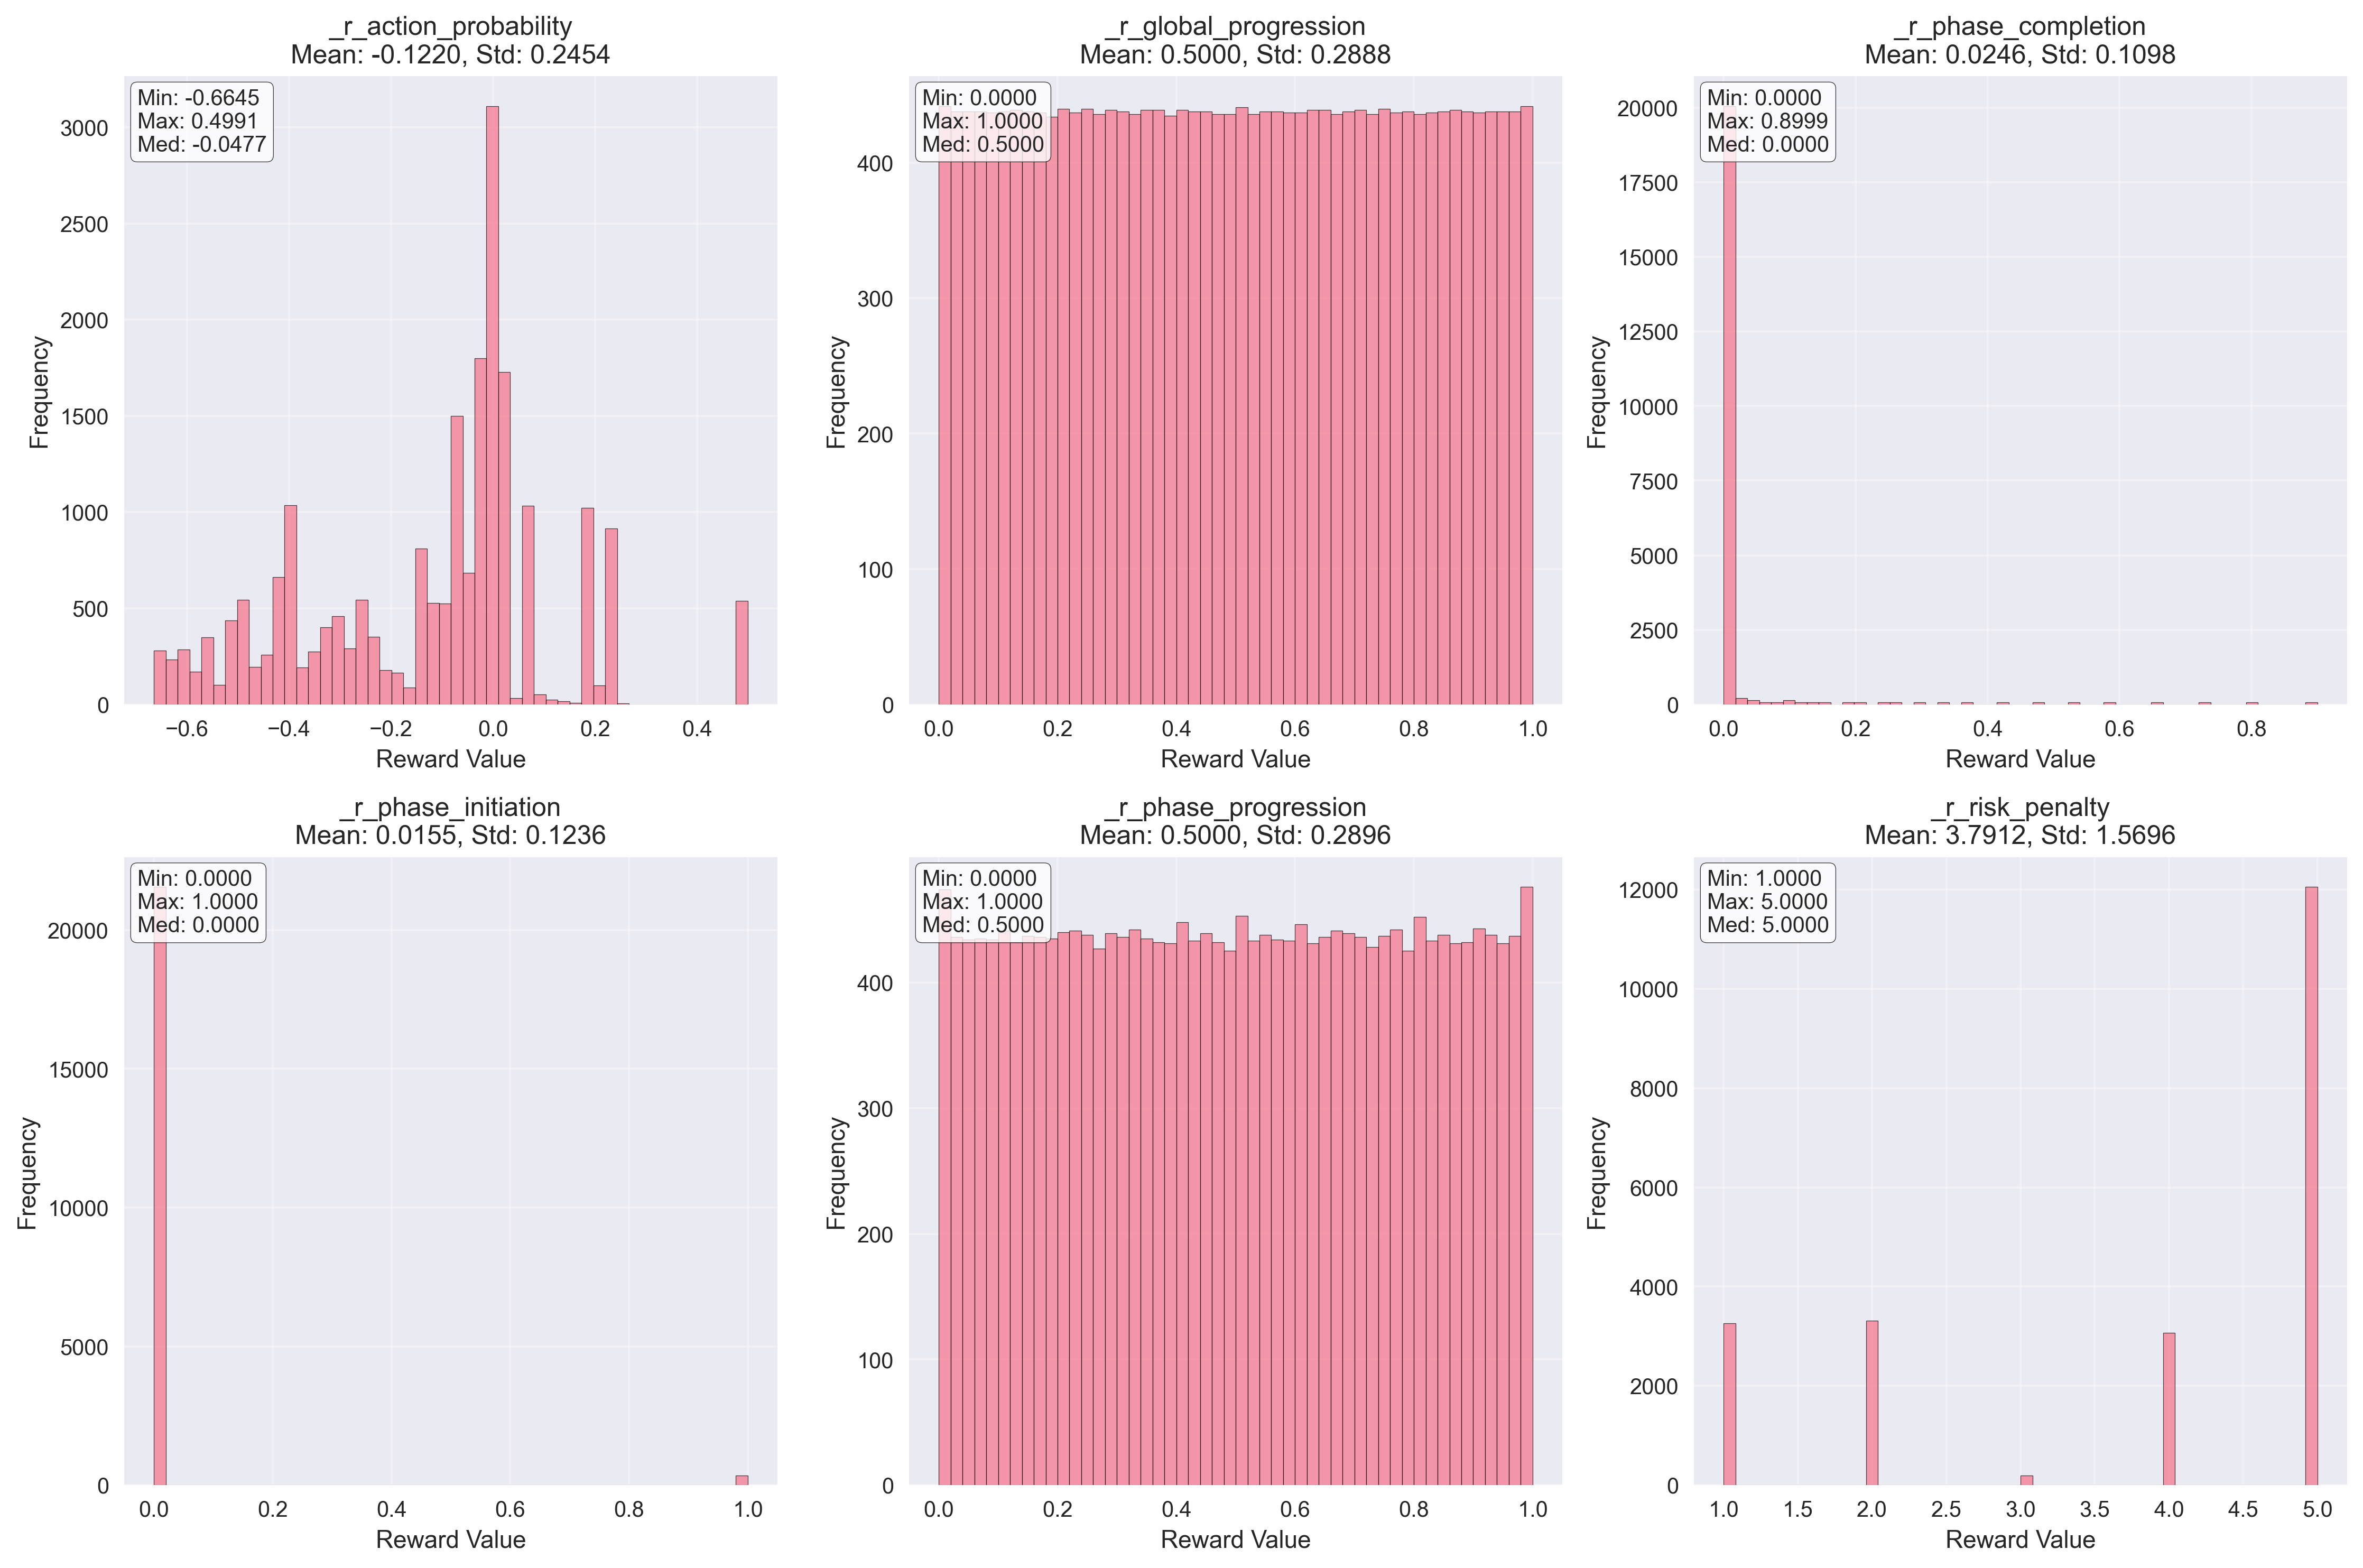 _r_action_probability
Mean: -0.1220, Std: 0.2454
Min: -0.6645
Max: 0.4991
Med: -0.0477
3000
2500
2000
1500
1000
500
0
Frequency
−0.6 −0.4 −0.2 0.0 0.2 0.4
Reward Value
_r_global_progression
Mean: 0.5000, Std: 0.2888
Min: 0.0000
Max: 1.0000
Med: 0.5000
400
300
200
100
0
Frequency
0.0 0.2 0.4 0.6 0.8 1.0
Reward Value
_r_phase_completion
Mean: 0.0246, Std: 0.1098
Min: 0.0000
Max: 0.8999
Med: 0.0000
20000
17500
15000
12500
10000
7500
5000
2500
0
Frequency
0.0 0.2 0.4 0.6 0.8
Reward Value
_r_phase_initiation
Mean: 0.0155, Std: 0.1236
Min: 0.0000
Max: 1.0000
Med: 0.0000
20000
15000
10000
5000
0
Frequency
0.0 0.2 0.4 0.6 0.8 1.0
Reward Value
_r_phase_progression
Mean: 0.5000, Std: 0.2896
Min: 0.0000
Max: 1.0000
Med: 0.5000
400
300
200
100
0
Frequency
0.0 0.2 0.4 0.6 0.8 1.0
Reward Value
_r_risk_penalty
Mean: 3.7912, Std: 1.5696
Min: 1.0000
Max: 5.0000
Med: 5.0000
12000
10000
8000
6000
4000
2000
0
Frequency
1.0 1.5 2.0 2.5 3.0 3.5 4.0 4.5 5.0
Reward Value